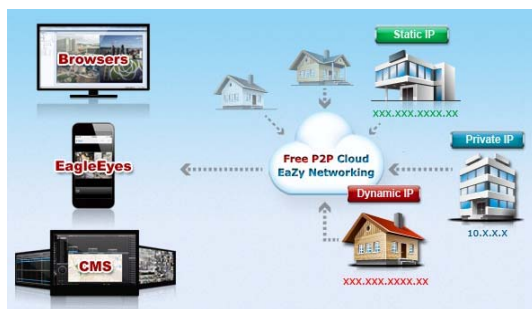 Browsers
EagleEyes
CMS
Free P2P Cloud
EaZy Networking
Static IP
XXX.XXX.XXXX.XX
Private IP
10.X.X.X
Dynamic IP
XXX.XXX.XXXX.XX